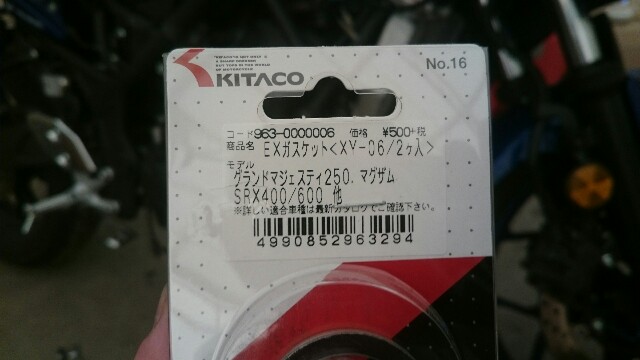 KITACO
No.16
コード963-0000006 価格 ¥500+税
商品名 EXガスケット<XY-06/2ヶ入>
モデル
グランドマジェスティ250. マグザム
SRX400/600 他
※詳しい適合車種は最新カタログでご確認下さい。
4990852963294